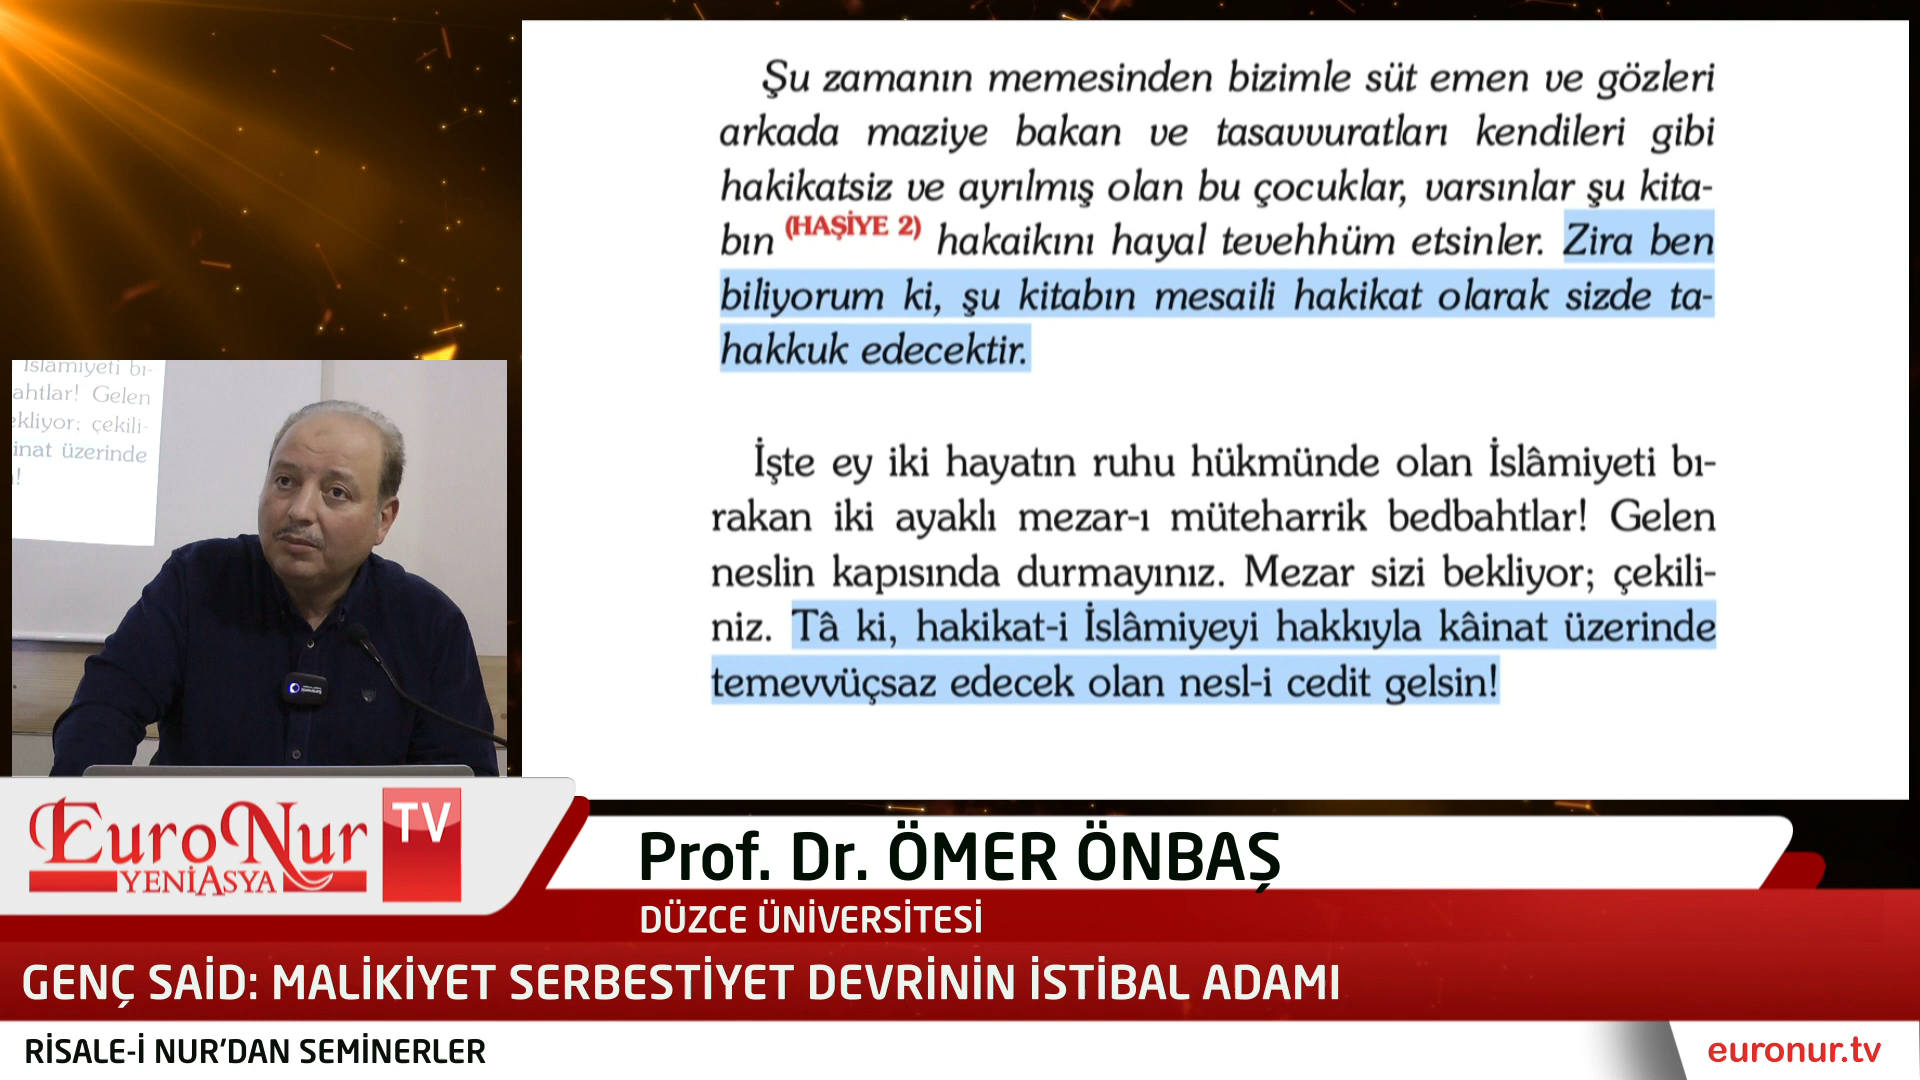 Şu zamanın memesinden bizimle süt emen ve gözleri
arkada maziye bakan ve tasavvuratları kendileri gibi
hakikatsiz ve ayrılmış olan bu çocuklar, varsınlar şu kita-
bın (HAŞİYE 2) hakaikını hayal tevehhüm etsinler. Zira ben
biliyorum ki, şu kitabın mesaili hakikat olarak sizde ta-
hakkuk edecektir.
İşte ey iki hayatın ruhu hükmünde olan İslâmiyeti bı-
rakan iki ayaklı mezar-ı müteharrik bedbahtlar! Gelen
neslin kapısında durmayınız. Mezar sizi bekliyor; çekili-
niz. Tâ ki, hakikat-i İslâmiyeyi hakkıyla kâinat üzerinde
temevvüçsaz edecek olan nesl-i cedit gelsin!
İslâmiyeti bı-
ahtlar! Gelen
ekliyor; çekili-
inat üzerinde
!
EuroNur TV
YENİASYA
Prof. Dr. ÖMER ÖNBAŞ
DÜZCE ÜNİVERSİTESİ
GENÇ SAİD: MALİKİYET SERBESTİYET DEVRİNİN İSTİBAL ADAMI
RİSALE-İ NUR'DAN SEMİNERLER
euronur.tv